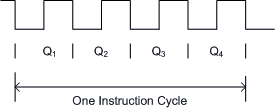 Q1 Q2 Q3 Q4
One Instruction Cycle